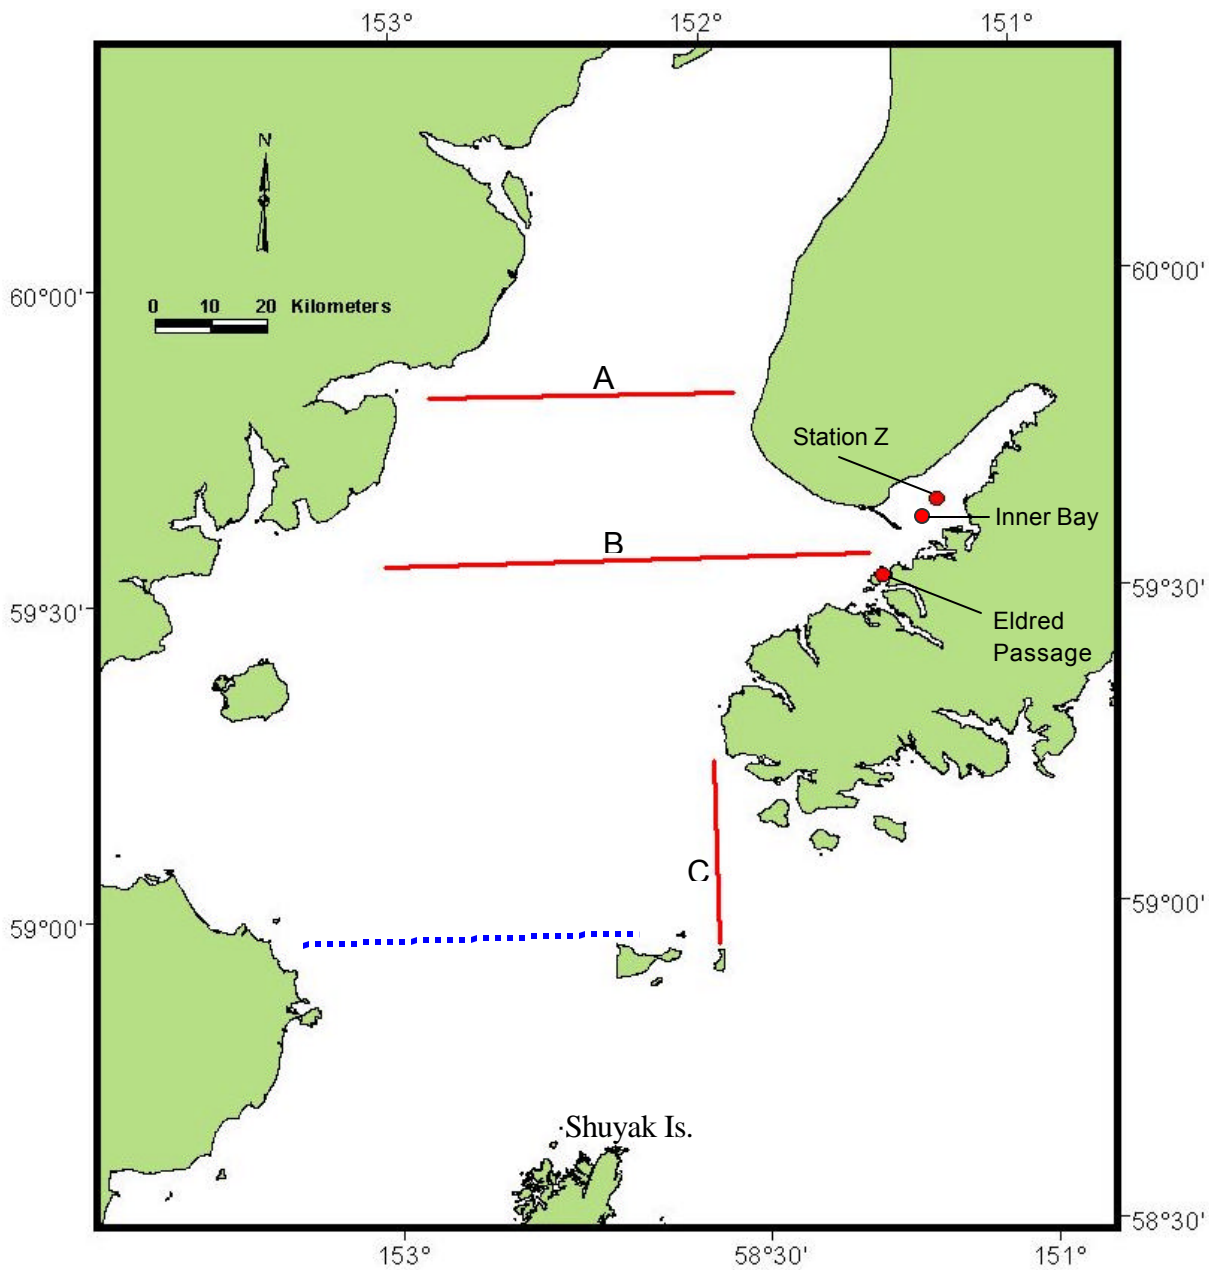 153° 152° 151°
N
60°00' 60°00'
0 10 20 Kilometers
A
Station Z
Inner Bay
B
59°30' 59°30'
Eldred
Passage
C
59°00' 59°00'
Shuyak Is.
58°30'
153° 58°30' 151°